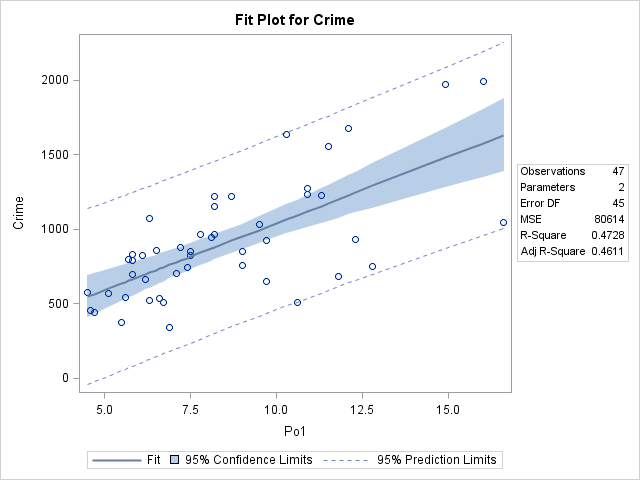 Fit Plot for Crime
2000
1500
1000
500
0
Crime
5.0 7.5 10.0 12.5 15.0
Po1
Observations 47
Parameters 2
Error DF 45
MSE 80614
R-Square 0.4728
Adj R-Square 0.4611
Fit 95% Confidence Limits 95% Prediction Limits